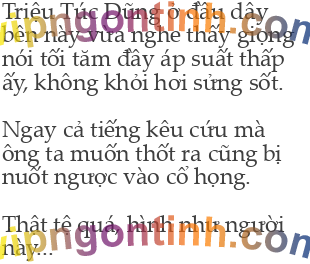 Triệu Túc Dũng ở đầu dây
bên này vừa nghe thấy giọng
nói tối tăm đầy áp suất thấp
ấy, không khỏi hơi sửng sốt.
Ngay cả tiếng kêu cứu mà
ông ta muốn thốt ra cũng bị
nuốt ngược vào cổ họng.
Thật tệ quá, hình như người
này...
vipngontinh.com
vipngontinh.com